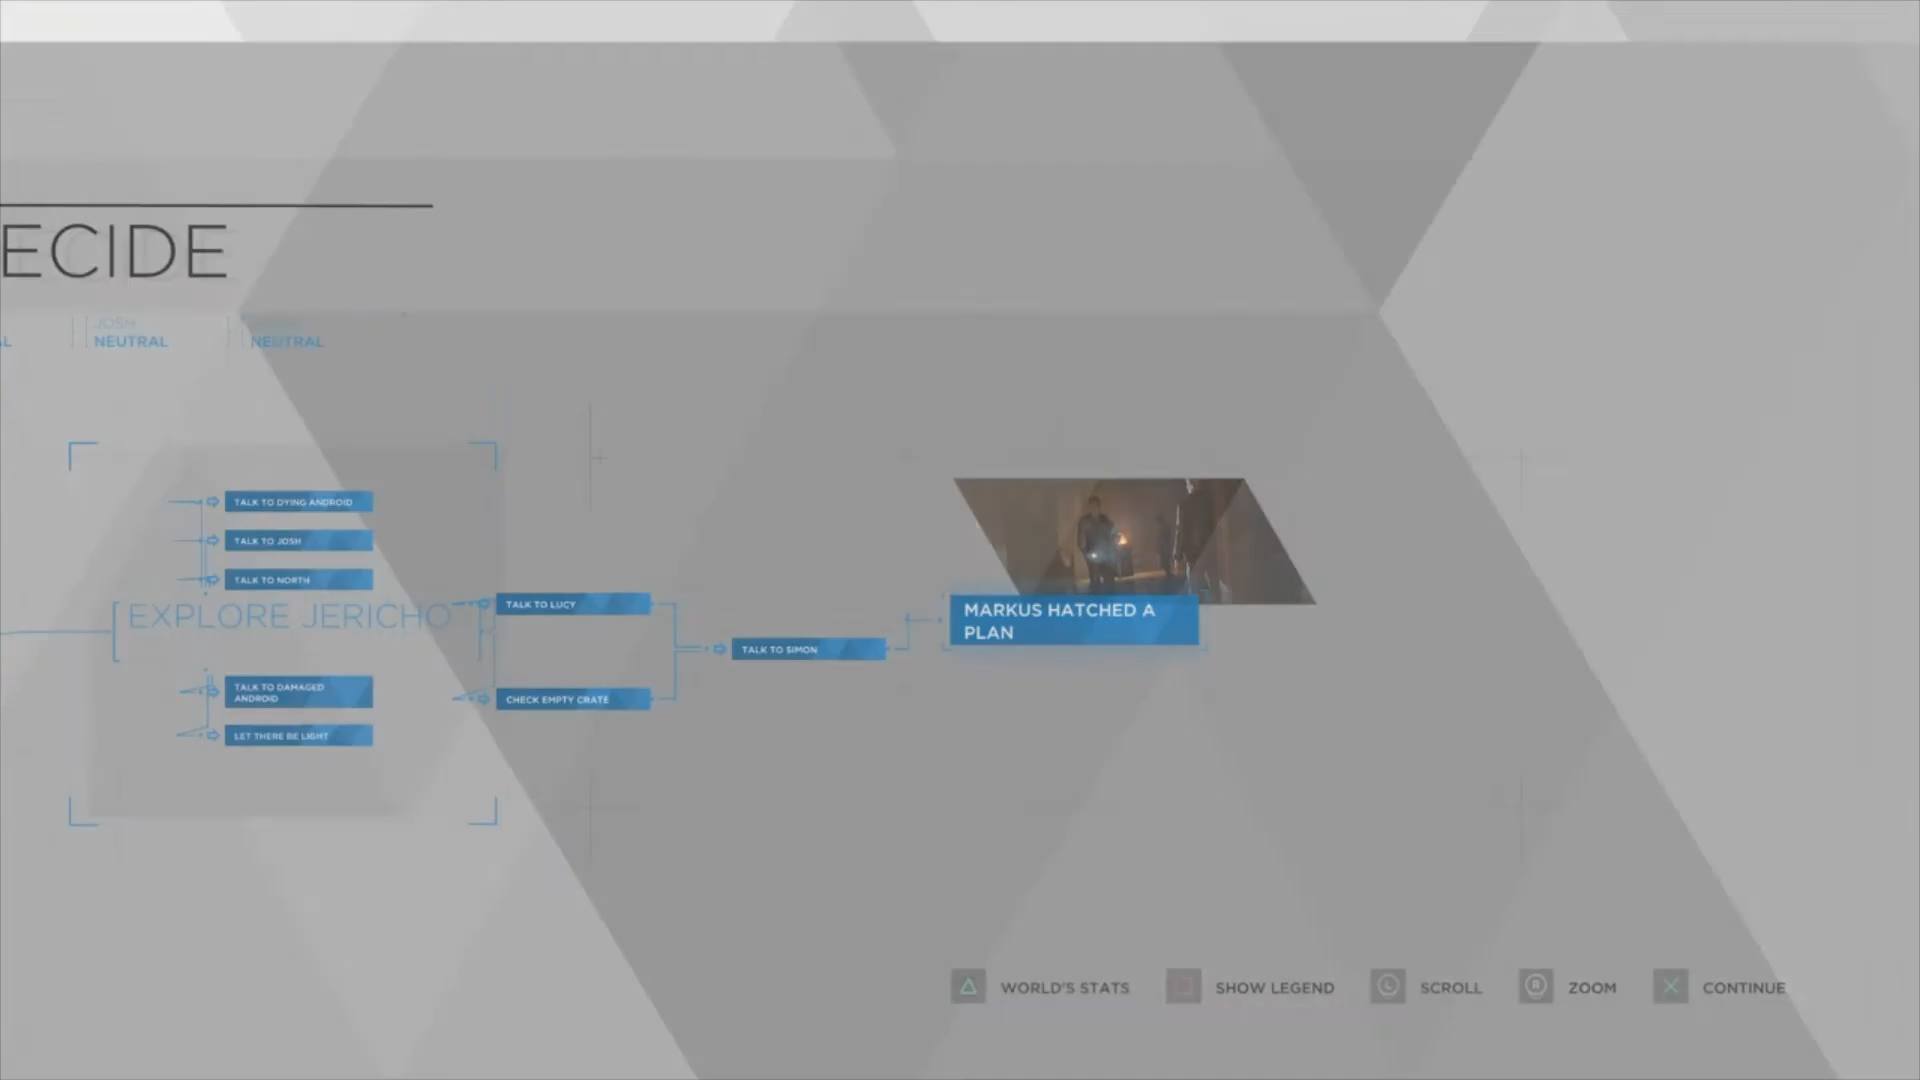 ECIDE
JOSH
NEUTRAL
NEUTRAL
TALK TO DYING ANDROID
TALK TO JOSH
TALK TO NORTH
EXPLORE JERICHO
TALK TO DAMAGED
ANDROID
LET THERE BE LIGHT
TALK TO LUCY
CHECK EMPTY CRATE
TALK TO SIMON
MARKUS HATCHED A
PLAN
WORLD'S STATS
SHOW LEGEND
L
SCROLL
R
ZOOM
CONTINUE